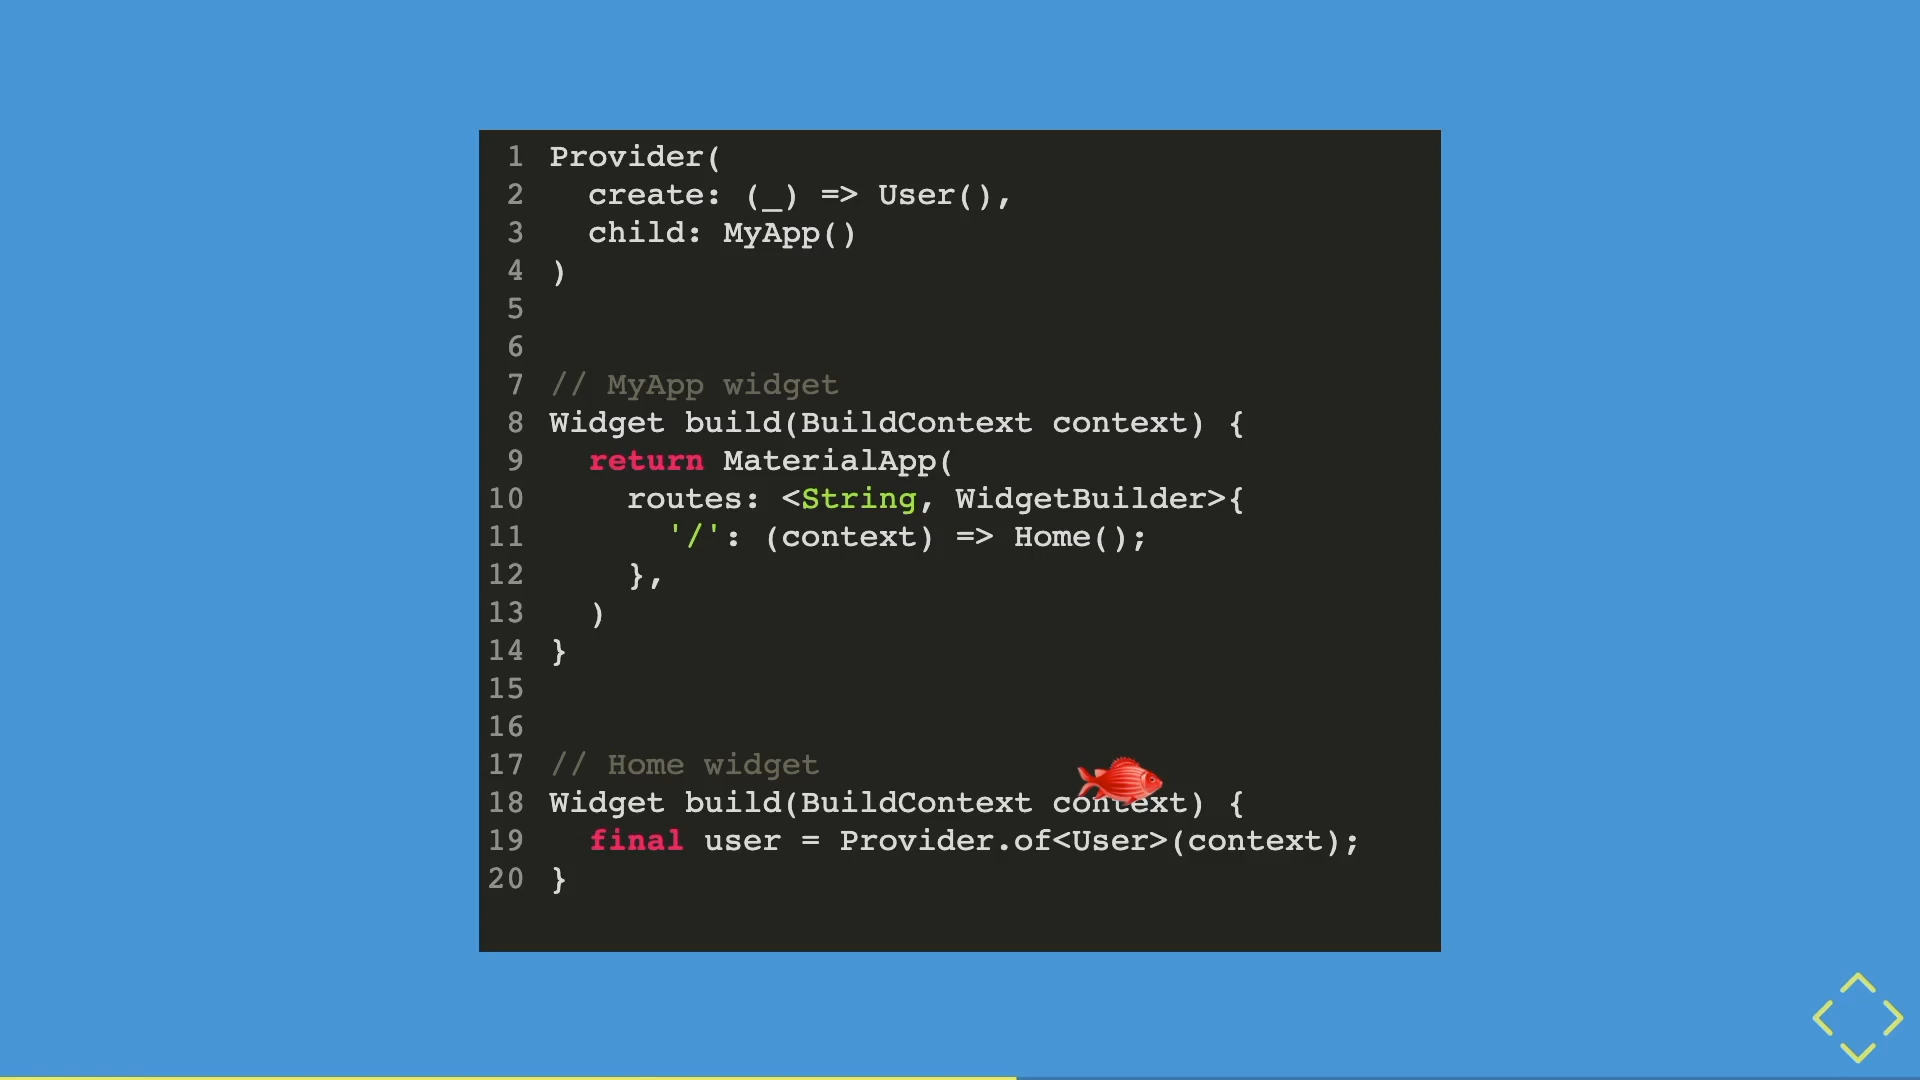 1 Provider(
2   create: (_) => User(),
3   child: MyApp()
4 )
5
6
7 // MyApp widget
8 Widget build(BuildContext context) {
9   return MaterialApp(
10     routes: <String, WidgetBuilder>{
11       '/': (context) => Home();
12     },
13   )
14 }
15
16
17 // Home widget
18 Widget build(BuildContext context) {
19   final user = Provider.of<User>(context);
20 }